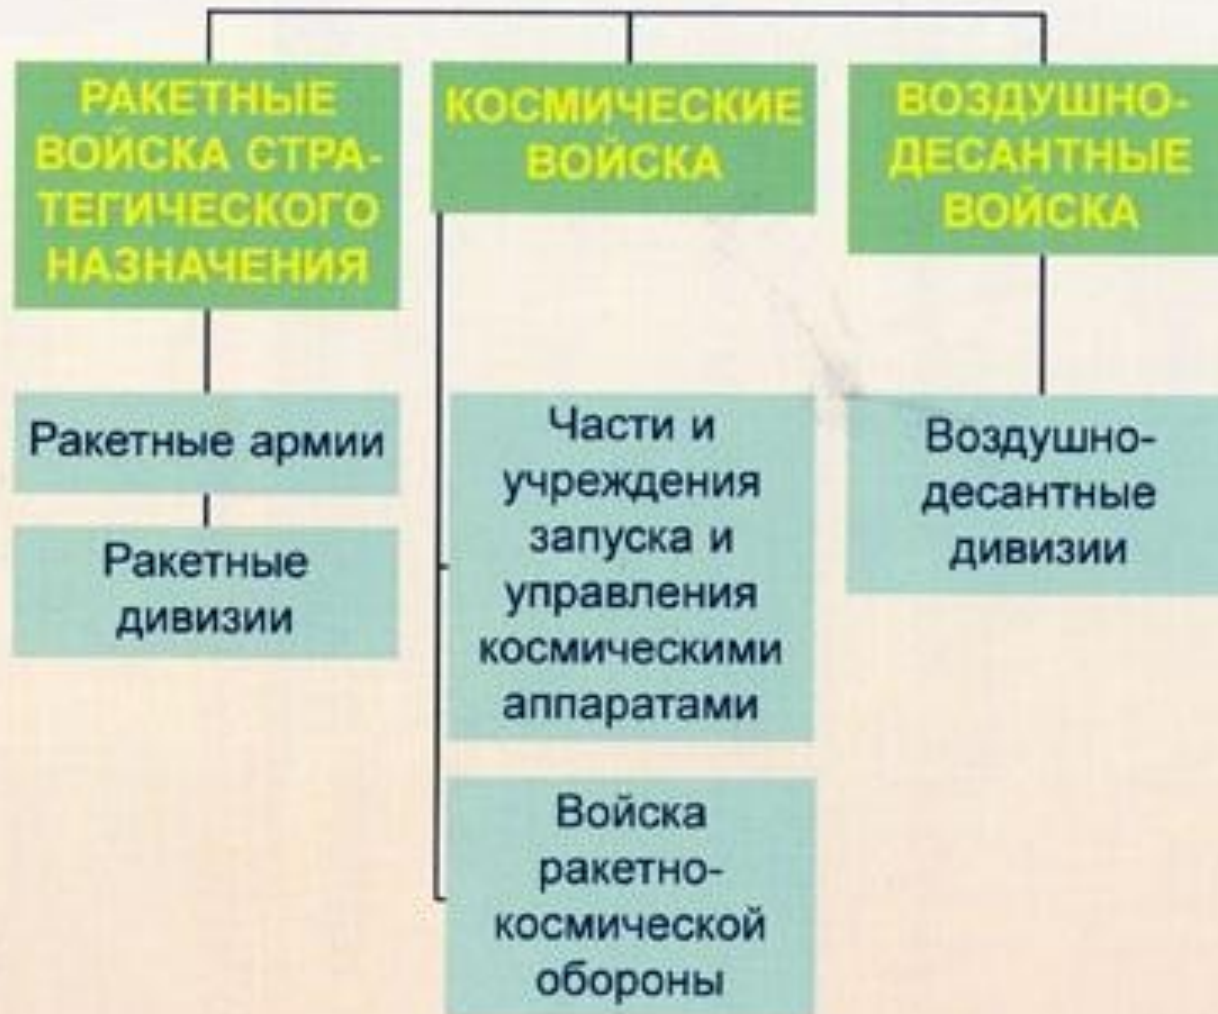 РАКЕТНЫЕ
ВОЙСКА СТРА-
ТЕГИЧЕСКОГО
НАЗНАЧЕНИЯ
Ракетные армии
Ракетные
дивизии
КОСМИЧЕСКИЕ
ВОЙСКА
Части и
учреждения
запуска и
управления
космическими
аппаратами
Войска
ракетно-
космической
обороны
ВОЗДУШНО-
ДЕСАНТНЫЕ
ВОЙСКА
Воздушно-
десантные
дивизии